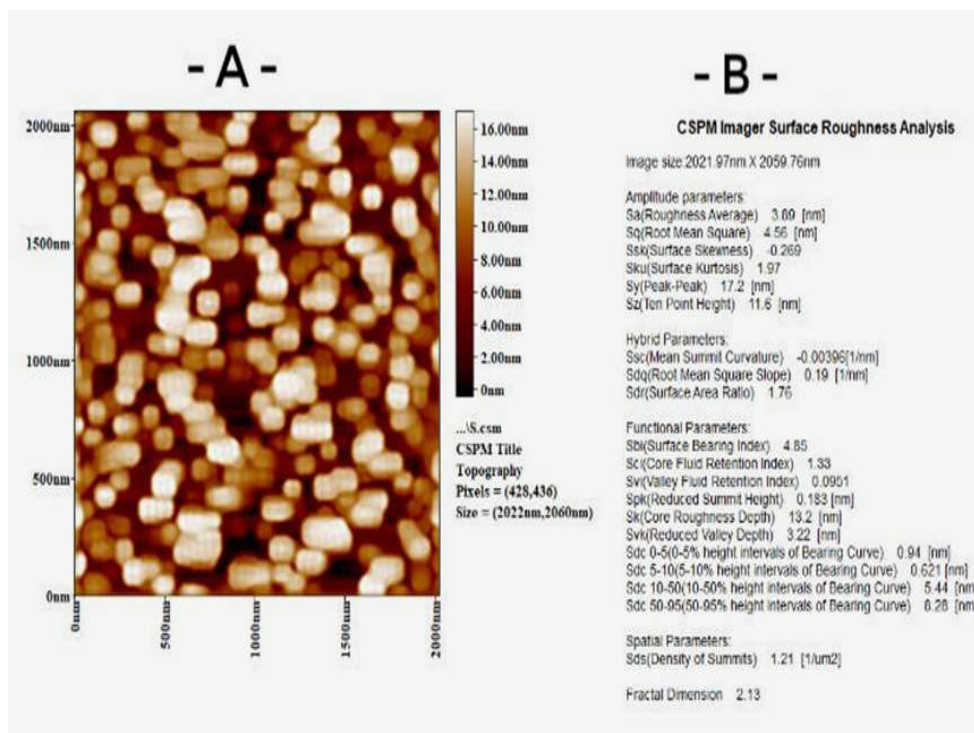 - A -
2000nm
1500nm
1000nm
500nm
0nm
0nm
500nm
1000nm
1500nm
2000nm
16.00nm
14.00nm
12.00nm
10.00nm
8.00nm
6.00nm
4.00nm
2.00nm
0nm
...\S.csm
CSPM Title
Topography
Pixels = (428,436)
Size = (2022nm,2060nm)
- B -
CSPM Imager Surface Roughness Analysis
Image size:2021.97nm X 2059.76nm
Amplitude parameters:
Sa(Roughness Average) [nm]
Sq(Root Mean Square) 4.56 [nm]
Ssk(Surface Skewness) -0.269
Sku(Surface Kurtosis) 1.97
Sy(Peak-Peak) 17.2 [nm]
Sz(Ten Point Height) 11.6 [nm]
Hybrid Parameters:
Ssc(Mean Summit Curvature) -0.00396[1/nm]
Sdq(Root Mean Square Slope) 0.19 [1/nm]
Sdr(Surface Area Ratio) 1.76
Functional Parameters:
Sbi(Surface Bearing Index) 4.85
Sci(Core Fluid Retention Index) 1.33
Svi(Valley Fluid Retention Index) 0.0951
Spk(Reduced Summit Height) 0.183 [nm]
Sk(Core Roughness Depth) 13.2 [nm]
Svk(Reduced Valley Depth) 3.22 [nm]
Sdc 0-5(0-5% height intervals of Bearing Curve) 0.94 [nm]
Sdc 5-10(5-10% height intervals of Bearing Curve) 0.621 [nm]
Sdc 10-50(10-50% height intervals of Bearing Curve) 5.44 [nm
Sdc 50-95(50-95% height intervals of Bearing Curve) [nm
Spatial Parameters:
Sds(Density of Summits) 1.21 [1/um2]
Fractal Dimension 2.13